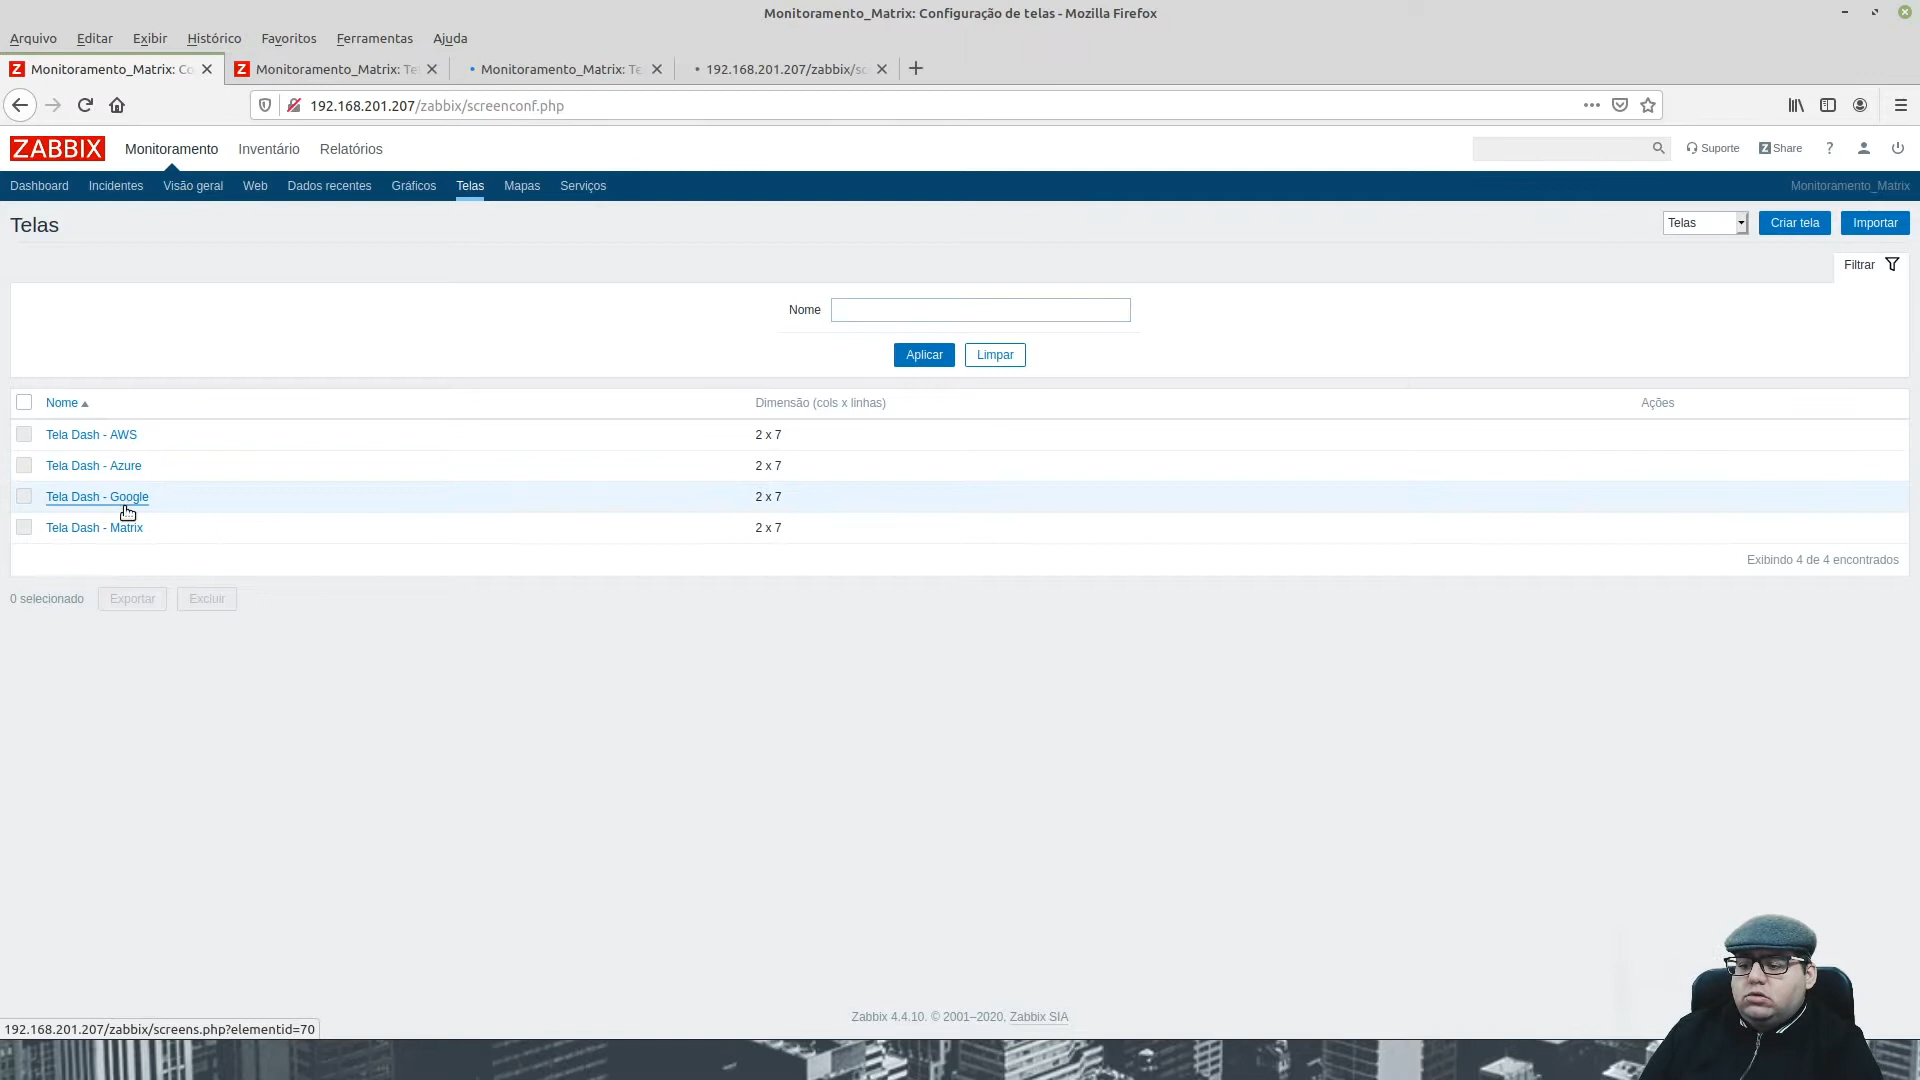 Monitoramento_Matrix: Configuração de telas - Mozilla Firefox
Arquivo Editar Exibir Histórico Favoritos Ferramentas Ajuda
Monitoramento_Matrix: Co
Monitoramento_Matrix: Te
Monitoramento_Matrix: Te
192.168.201.207/zabbix/sc
192.168.201.207/zabbix/screenconf.php
ZABBIX Monitoramento Inventário Relatórios Suporte Z Share ?
Dashboard Incidentes Visão geral Web Dados recentes Gráficos Telas Mapas Serviços Monitoramento_Matrix
Telas Telas Criar tela Importar
Filtrar
Nome
Aplicar Limpar
Nome Dimensão (cols x linhas) Ações
Tela Dash - AWS 2 x 7
Tela Dash - Azure 2 x 7
Tela Dash - Google 2 x 7
Tela Dash - Matrix 2 x 7
Exibindo 4 de 4 encontrados
0 selecionado Exportar Excluir
Zabbix 4.4.10. © 2001–2020, Zabbix SIA
192.168.201.207/zabbix/screens.php?elementid=70